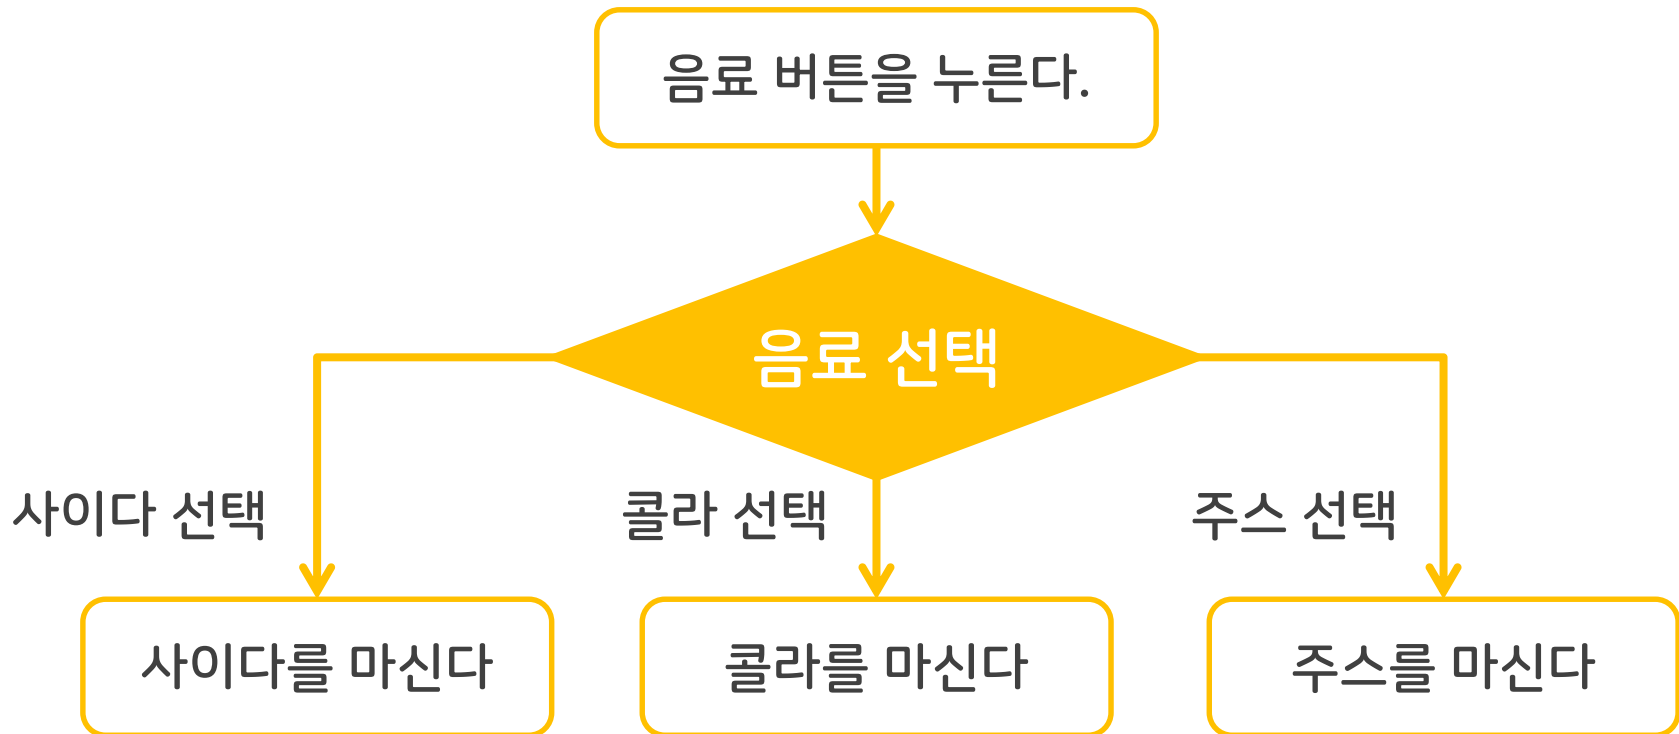 음료 버튼을 누른다.
음료 선택
사이다 선택
콜라 선택
주스 선택
사이다를 마신다
콜라를 마신다
주스를 마신다